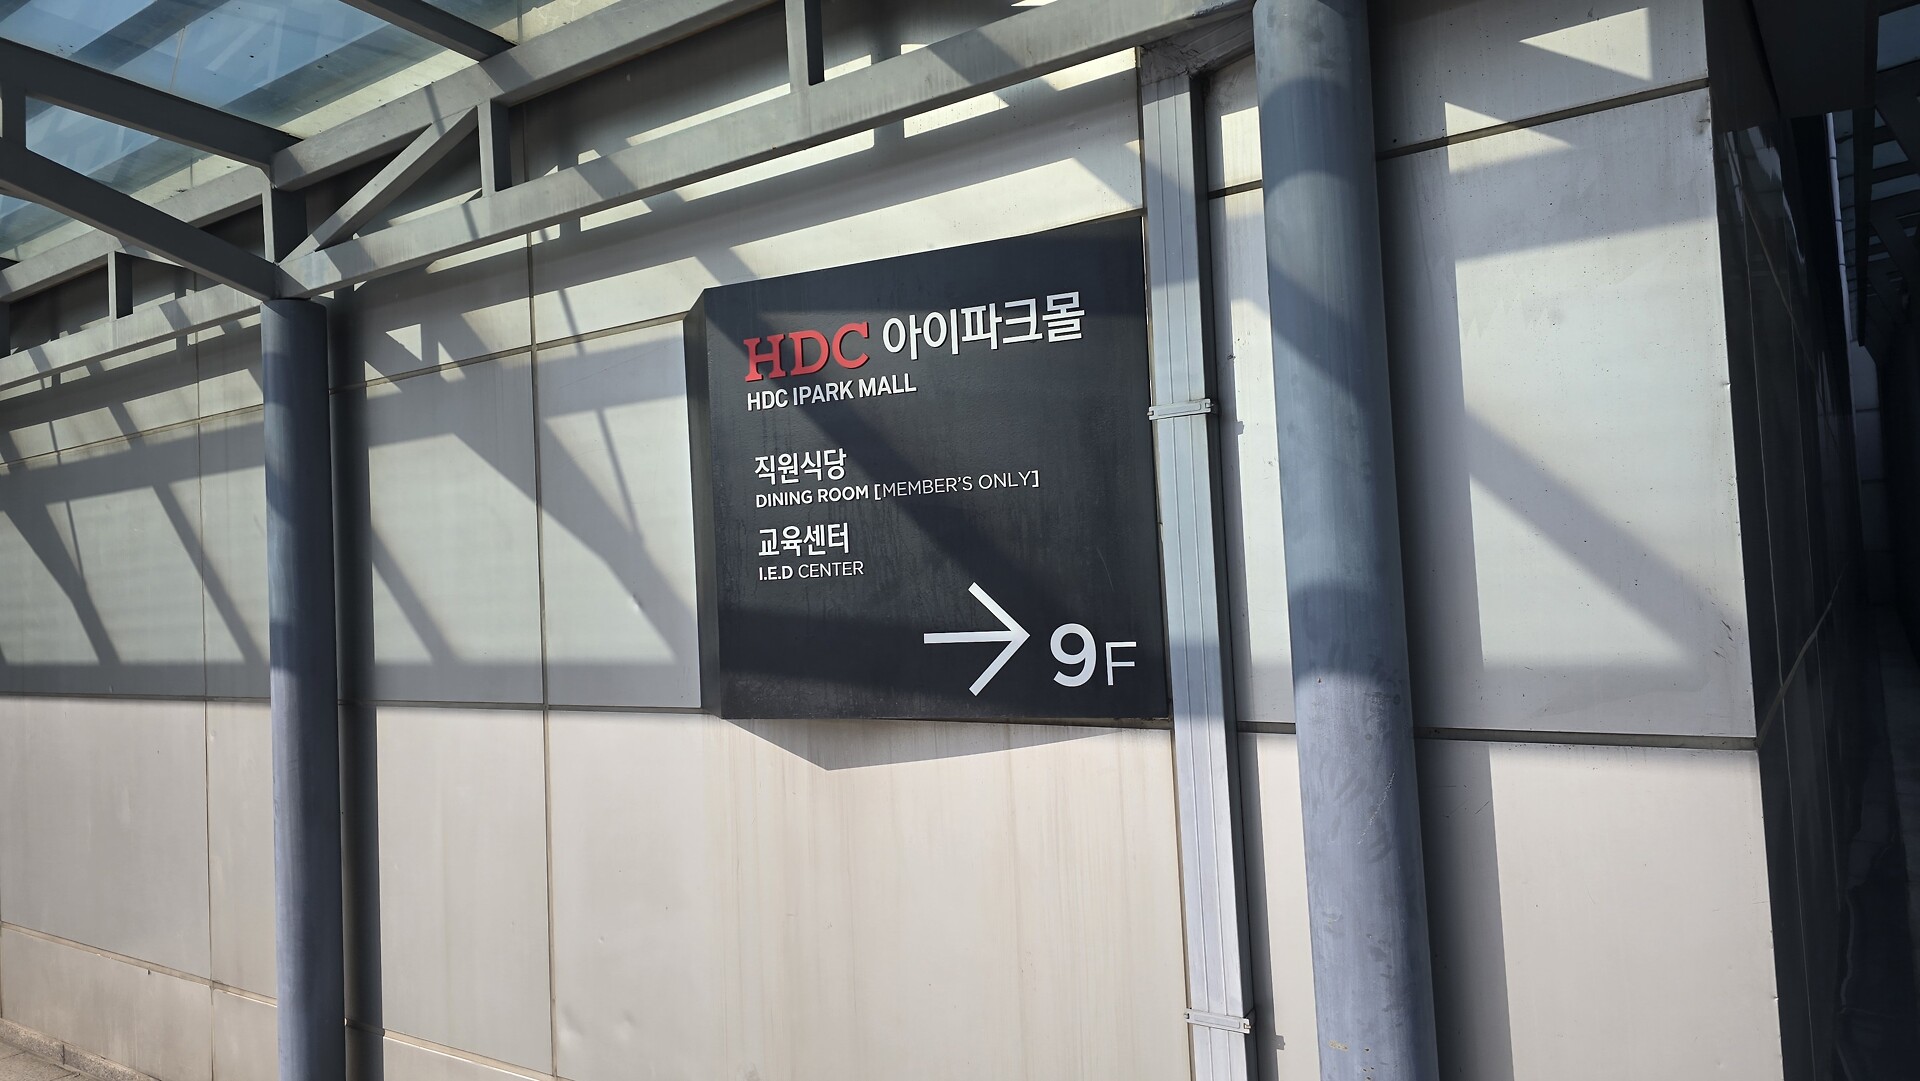 HDC 아이파크몰
HDC IPARK MALL
직원식당
DINING ROOM [MEMBER'S ONLY]
교육센터
I.E.D CENTER
→ 9F